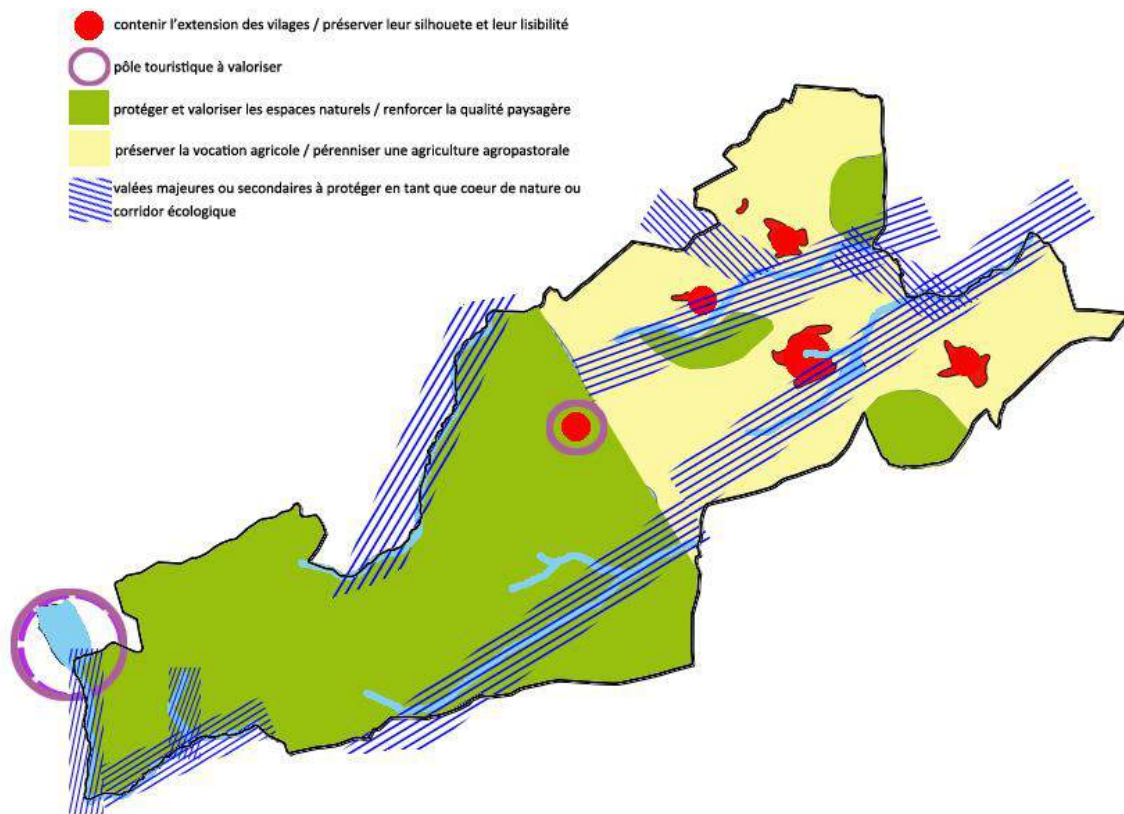 contenir l'extension des vilages / préserver leur silhouete et leur lisibilité
pôle touristique à valoriser
protéger et valoriser les espaces naturels / renforcer la qualité paysagère
préserver la vocation agricole / pérenniser une agriculture agropastorale
valées majeures ou secondaires à protéger en tant que coeur de nature ou
corridor écologique